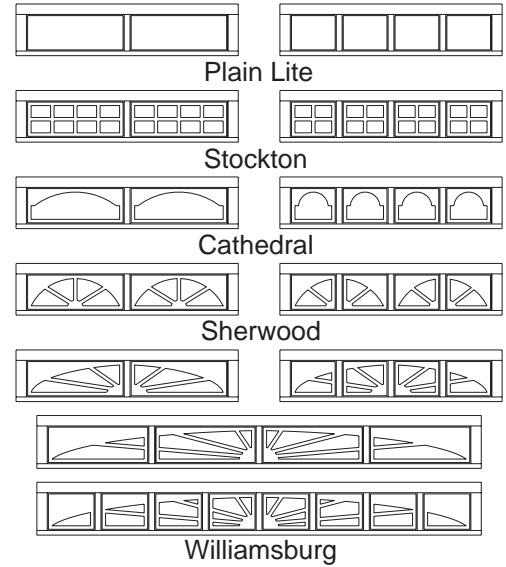 Plain Lite
Stockton
Cathedral
Sherwood
Williamsburg